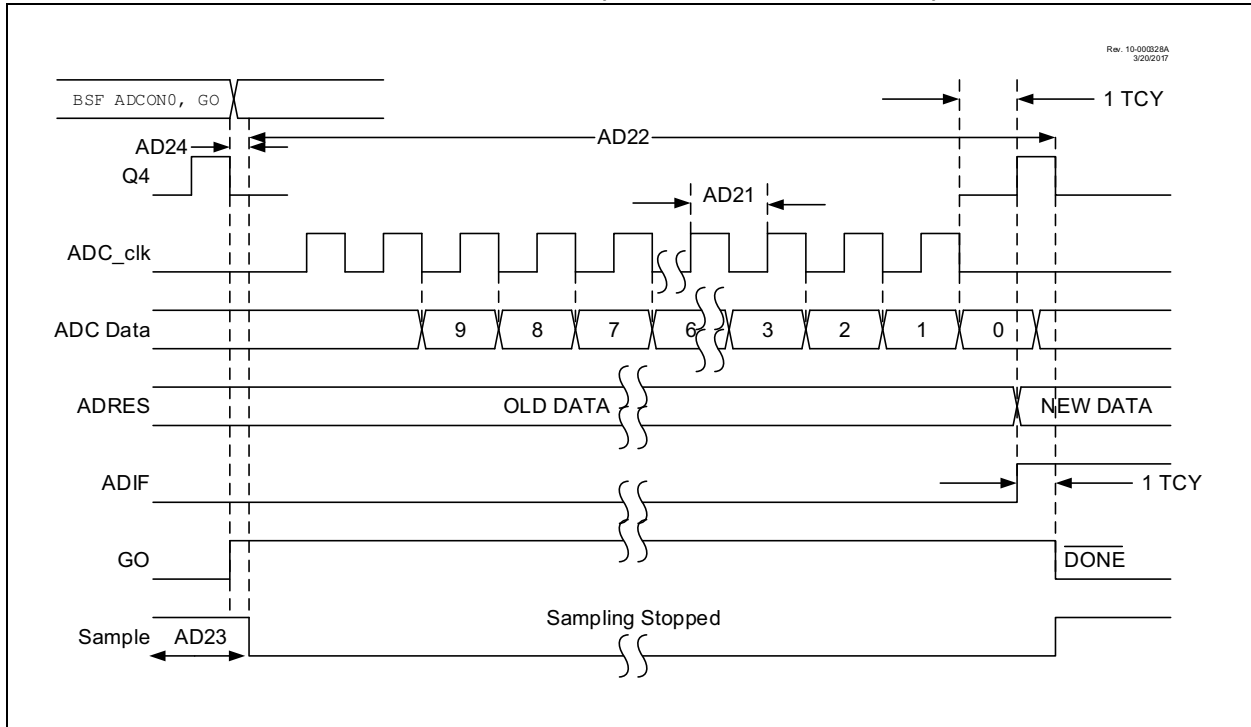 Rev. 10-000328A
3/20/2017
BSF ADCON0, GO
1 TCY
AD24
AD22
Q4
AD21
ADC_clk
ADC Data
9 8 7 6 3 2 1 0
ADRES
OLD DATA
NEW DATA
ADIF
1 TCY
GO
DONE
Sample
AD23
Sampling Stopped